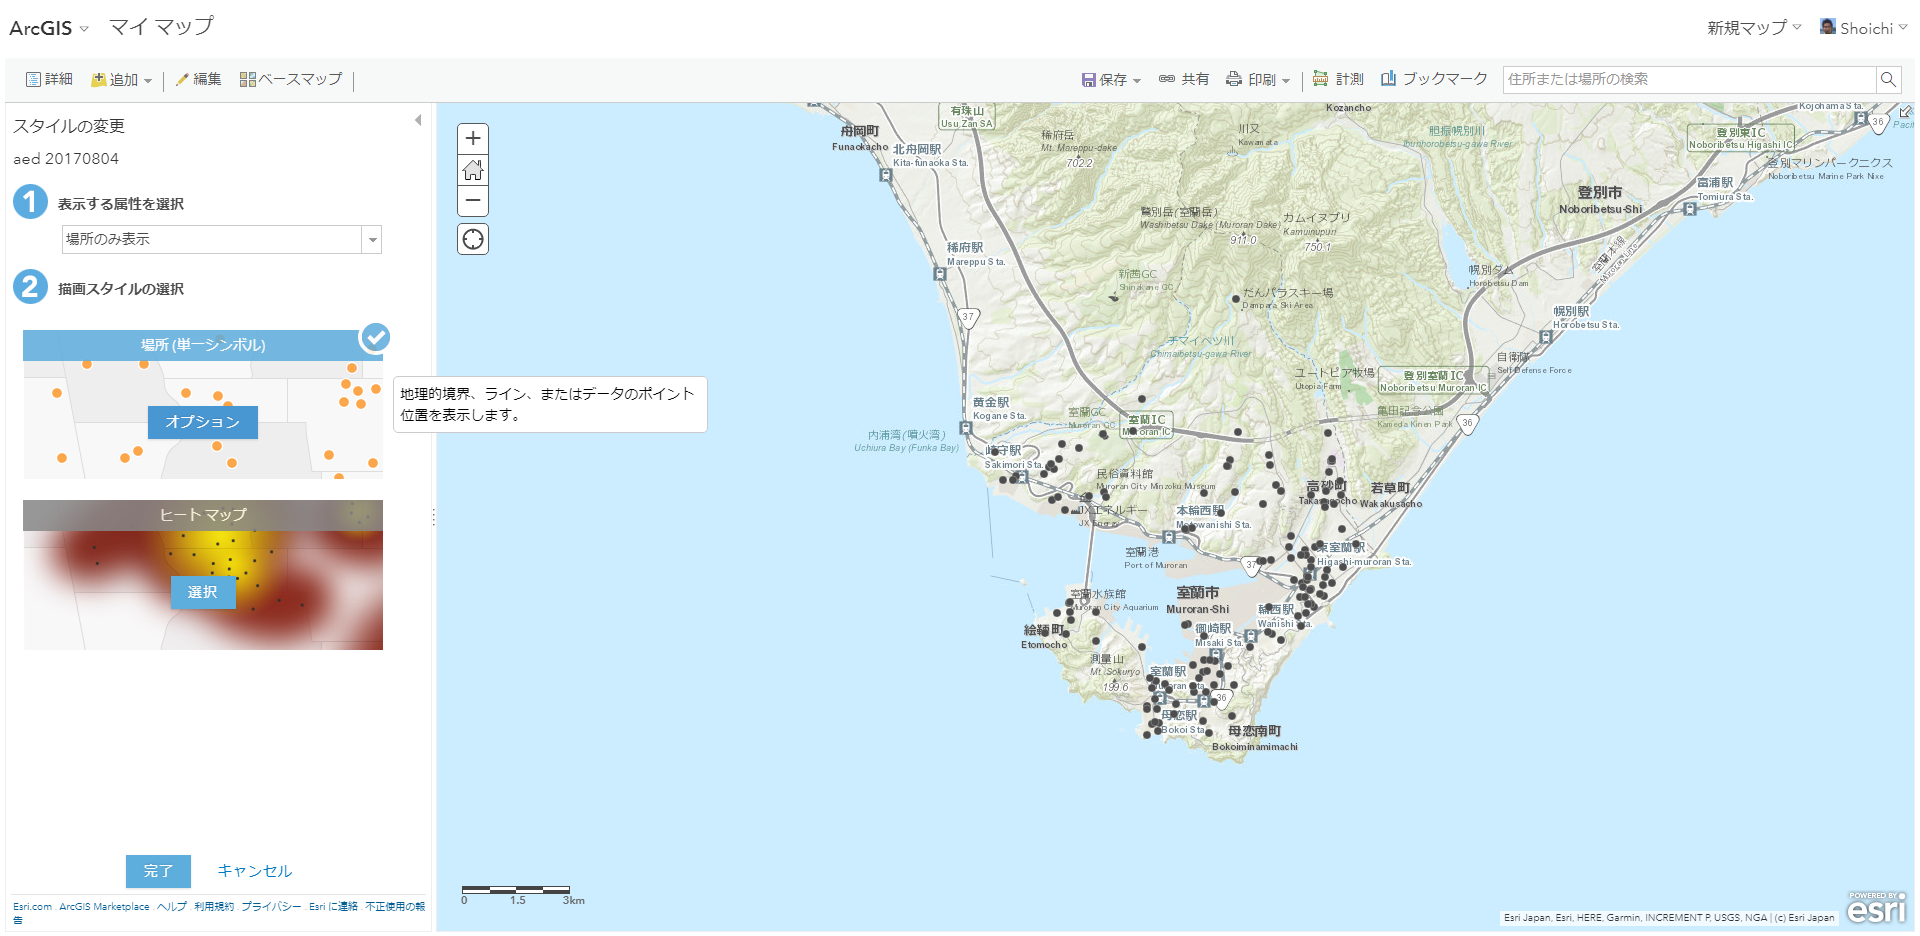 ArcGIS マイ マップ
新規マップ Shoichi
詳細 追加 編集 ベースマップ
保存 共有 印刷 計測 ブックマーク 住所または場所の検索
スタイルの変更
aed 20170804
1 表示する属性を選択
場所のみ表示
2 描画スタイルの選択
場所 (単一シンボル)
オプション
地理的境界、ライン、またはデータのポイント
位置を表示します。
ヒート マップ
選択
完了 キャンセル
Esri.com . ArcGIS Marketplace . ヘルプ . 利用規約 . プライバシー . Esri に連絡 . 不正使用の報
告
舟岡町
Funaokacho
北舟岡駅
Kita-funaoka Sta.
有珠山
Usu Zan SA
稀府岳
Mt. Mareppu-dake
702.2
川又
Kawamata
Kozancho
胆振幌別川
Iburihorobetsu-gawa River
Kojohama Sta.
36
登別東IC
Noboribetsu Higashi IC
登別マリンパークニクス
Noboribetsu Marine Park Nixe
富浦駅
Tomiura Sta.
登別市
Noboribetsu-Shi
鷲別岳(室蘭岳)
Washibetsu Dake (Muroran Dake)
911.0
カムイヌプリ
Kamuinupuri
750.1
稀府駅
Mareppu Sta.
新茜GC
Shinakane GC
だんパラスキー場
Danpara Ski Area
幌別ダム
Horobetsu Dam
室蘭本線
Muroran Line
幌別駅
Horobetsu Sta.
37
チマイベツ川
Chimaibetsu-gawa River
自衛隊
Self-Defense Force
ユートピア牧場
Utopia Farm
登別室蘭IC
Noboribetsu Muroran IC
亀田記念公園
Kameda Kinen Park
36
黄金駅
Kogane Sta.
室蘭GC
Muroran GC
室蘭IC
Muroran IC
内浦湾(噴火湾)
Uchiura Bay (Funka Bay)
崎守駅
Sakimori Sta.
民俗資料館
Muroran City Minzoku Museum
高砂町
Takasagocho
若草町
Wakakusacho
JXエネルギー
JX Energy
本輪西駅
Motowanishi Sta.
室蘭港
Port of Muroran
37
東室蘭駅
Higashi-muroran Sta.
室蘭水族館
Muroran City Aquarium
室蘭市
Muroran-Shi
輪西駅
Wanishi Sta.
絵鞆町
Etomocho
御崎駅
Misaki Sta.
測量山
Mt. Sokuryo
199.6
室蘭駅
Muroran Sta.
36
母恋駅
Bokoi Sta.
母恋南町
Bokoiminamimachi
0 1.5 3km
Esri Japan, Esri, HERE, Garmin, INCREMENT P, USGS, NGA | (c) Esri Japan
POWERED BY
esri